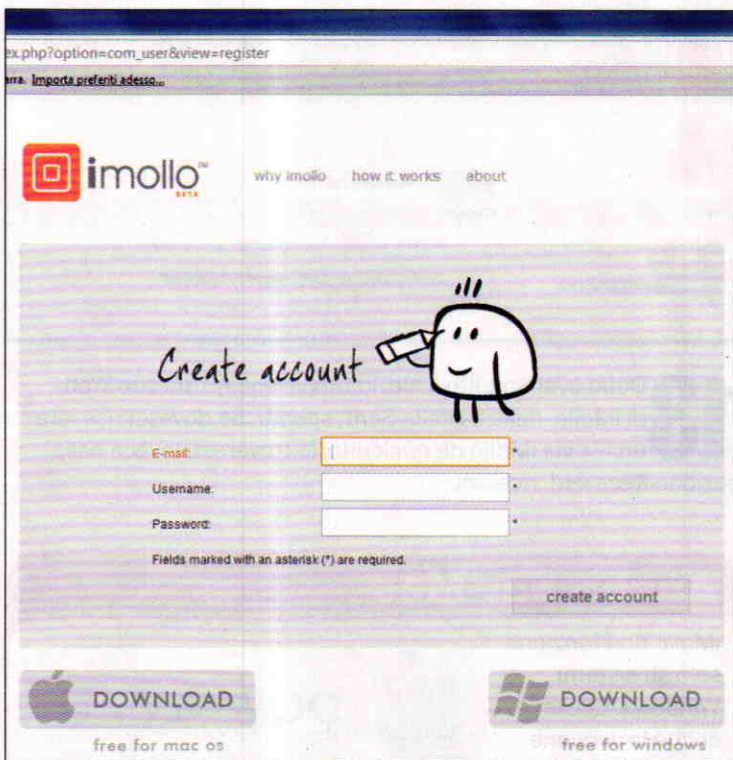 ex.php?option=com_user&view=register
arra. Importa preferiti adesso...
imollo™
BETA
why imollo how it works about
Create account
E-mail: *
Username: *
Password: *
Fields marked with an asterisk (*) are required.
create account
DOWNLOAD DOWNLOAD
free for mac os free for windows